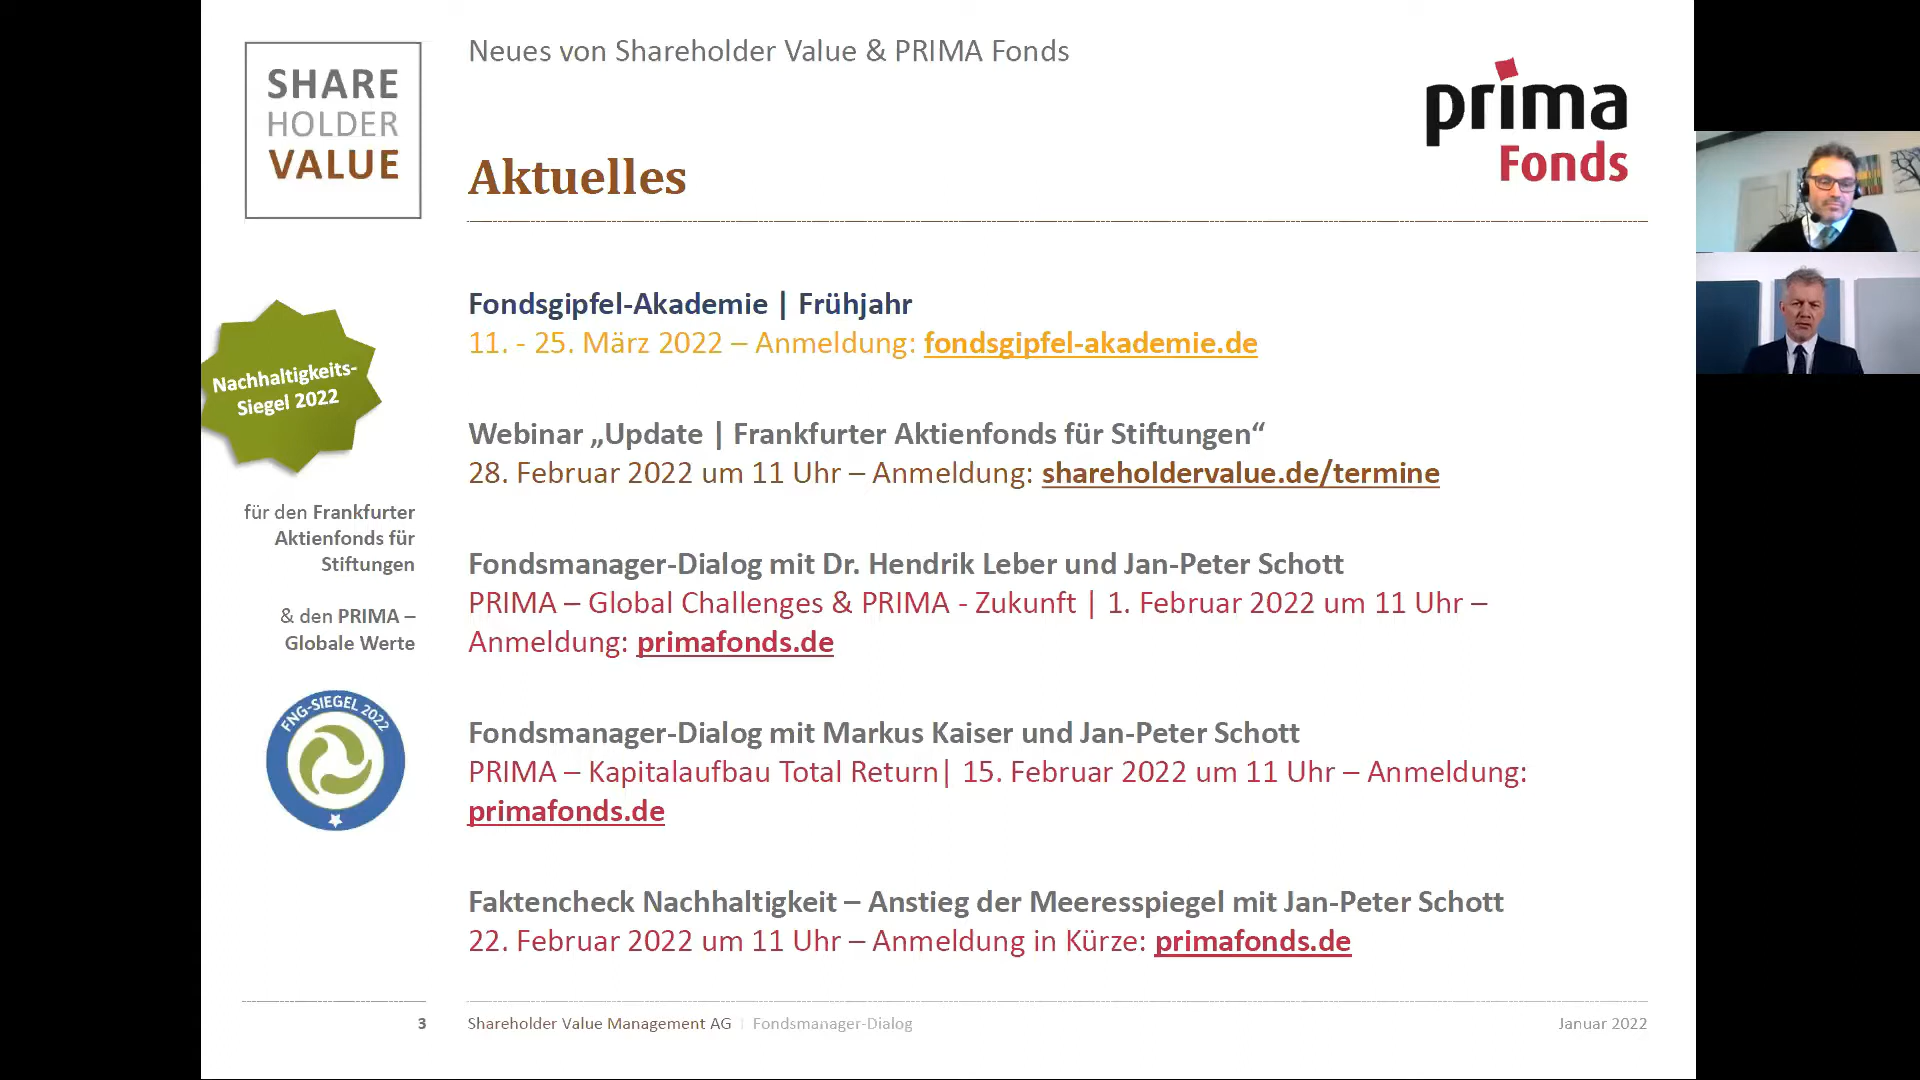 SHARE
HOLDER
VALUE
Neues von Shareholder Value & PRIMA Fonds
Aktuelles
prima
Fonds
Nachhaltigkeits-
Siegel 2022
für den Frankfurter
Aktienfonds für
Stiftungen
& den PRIMA –
Globale Werte
FNG-SIEGEL 2022
Fondsgipfel-Akademie | Frühjahr
11. - 25. März 2022 – Anmeldung: fondsgipfel-akademie.de
Webinar „Update | Frankfurter Aktienfonds für Stiftungen“
28. Februar 2022 um 11 Uhr – Anmeldung: shareholdervalue.de/termine
Fondsmanager-Dialog mit Dr. Hendrik Leber und Jan-Peter Schott
PRIMA – Global Challenges & PRIMA - Zukunft | 1. Februar 2022 um 11 Uhr –
Anmeldung: primafonds.de
Fondsmanager-Dialog mit Markus Kaiser und Jan-Peter Schott
PRIMA – Kapitalaufbau Total Return| 15. Februar 2022 um 11 Uhr – Anmeldung:
primafonds.de
Faktencheck Nachhaltigkeit – Anstieg der Meeresspiegel mit Jan-Peter Schott
22. Februar 2022 um 11 Uhr – Anmeldung in Kürze: primafonds.de
3
Shareholder Value Management AG | Fondsmanager-Dialog
Januar 2022